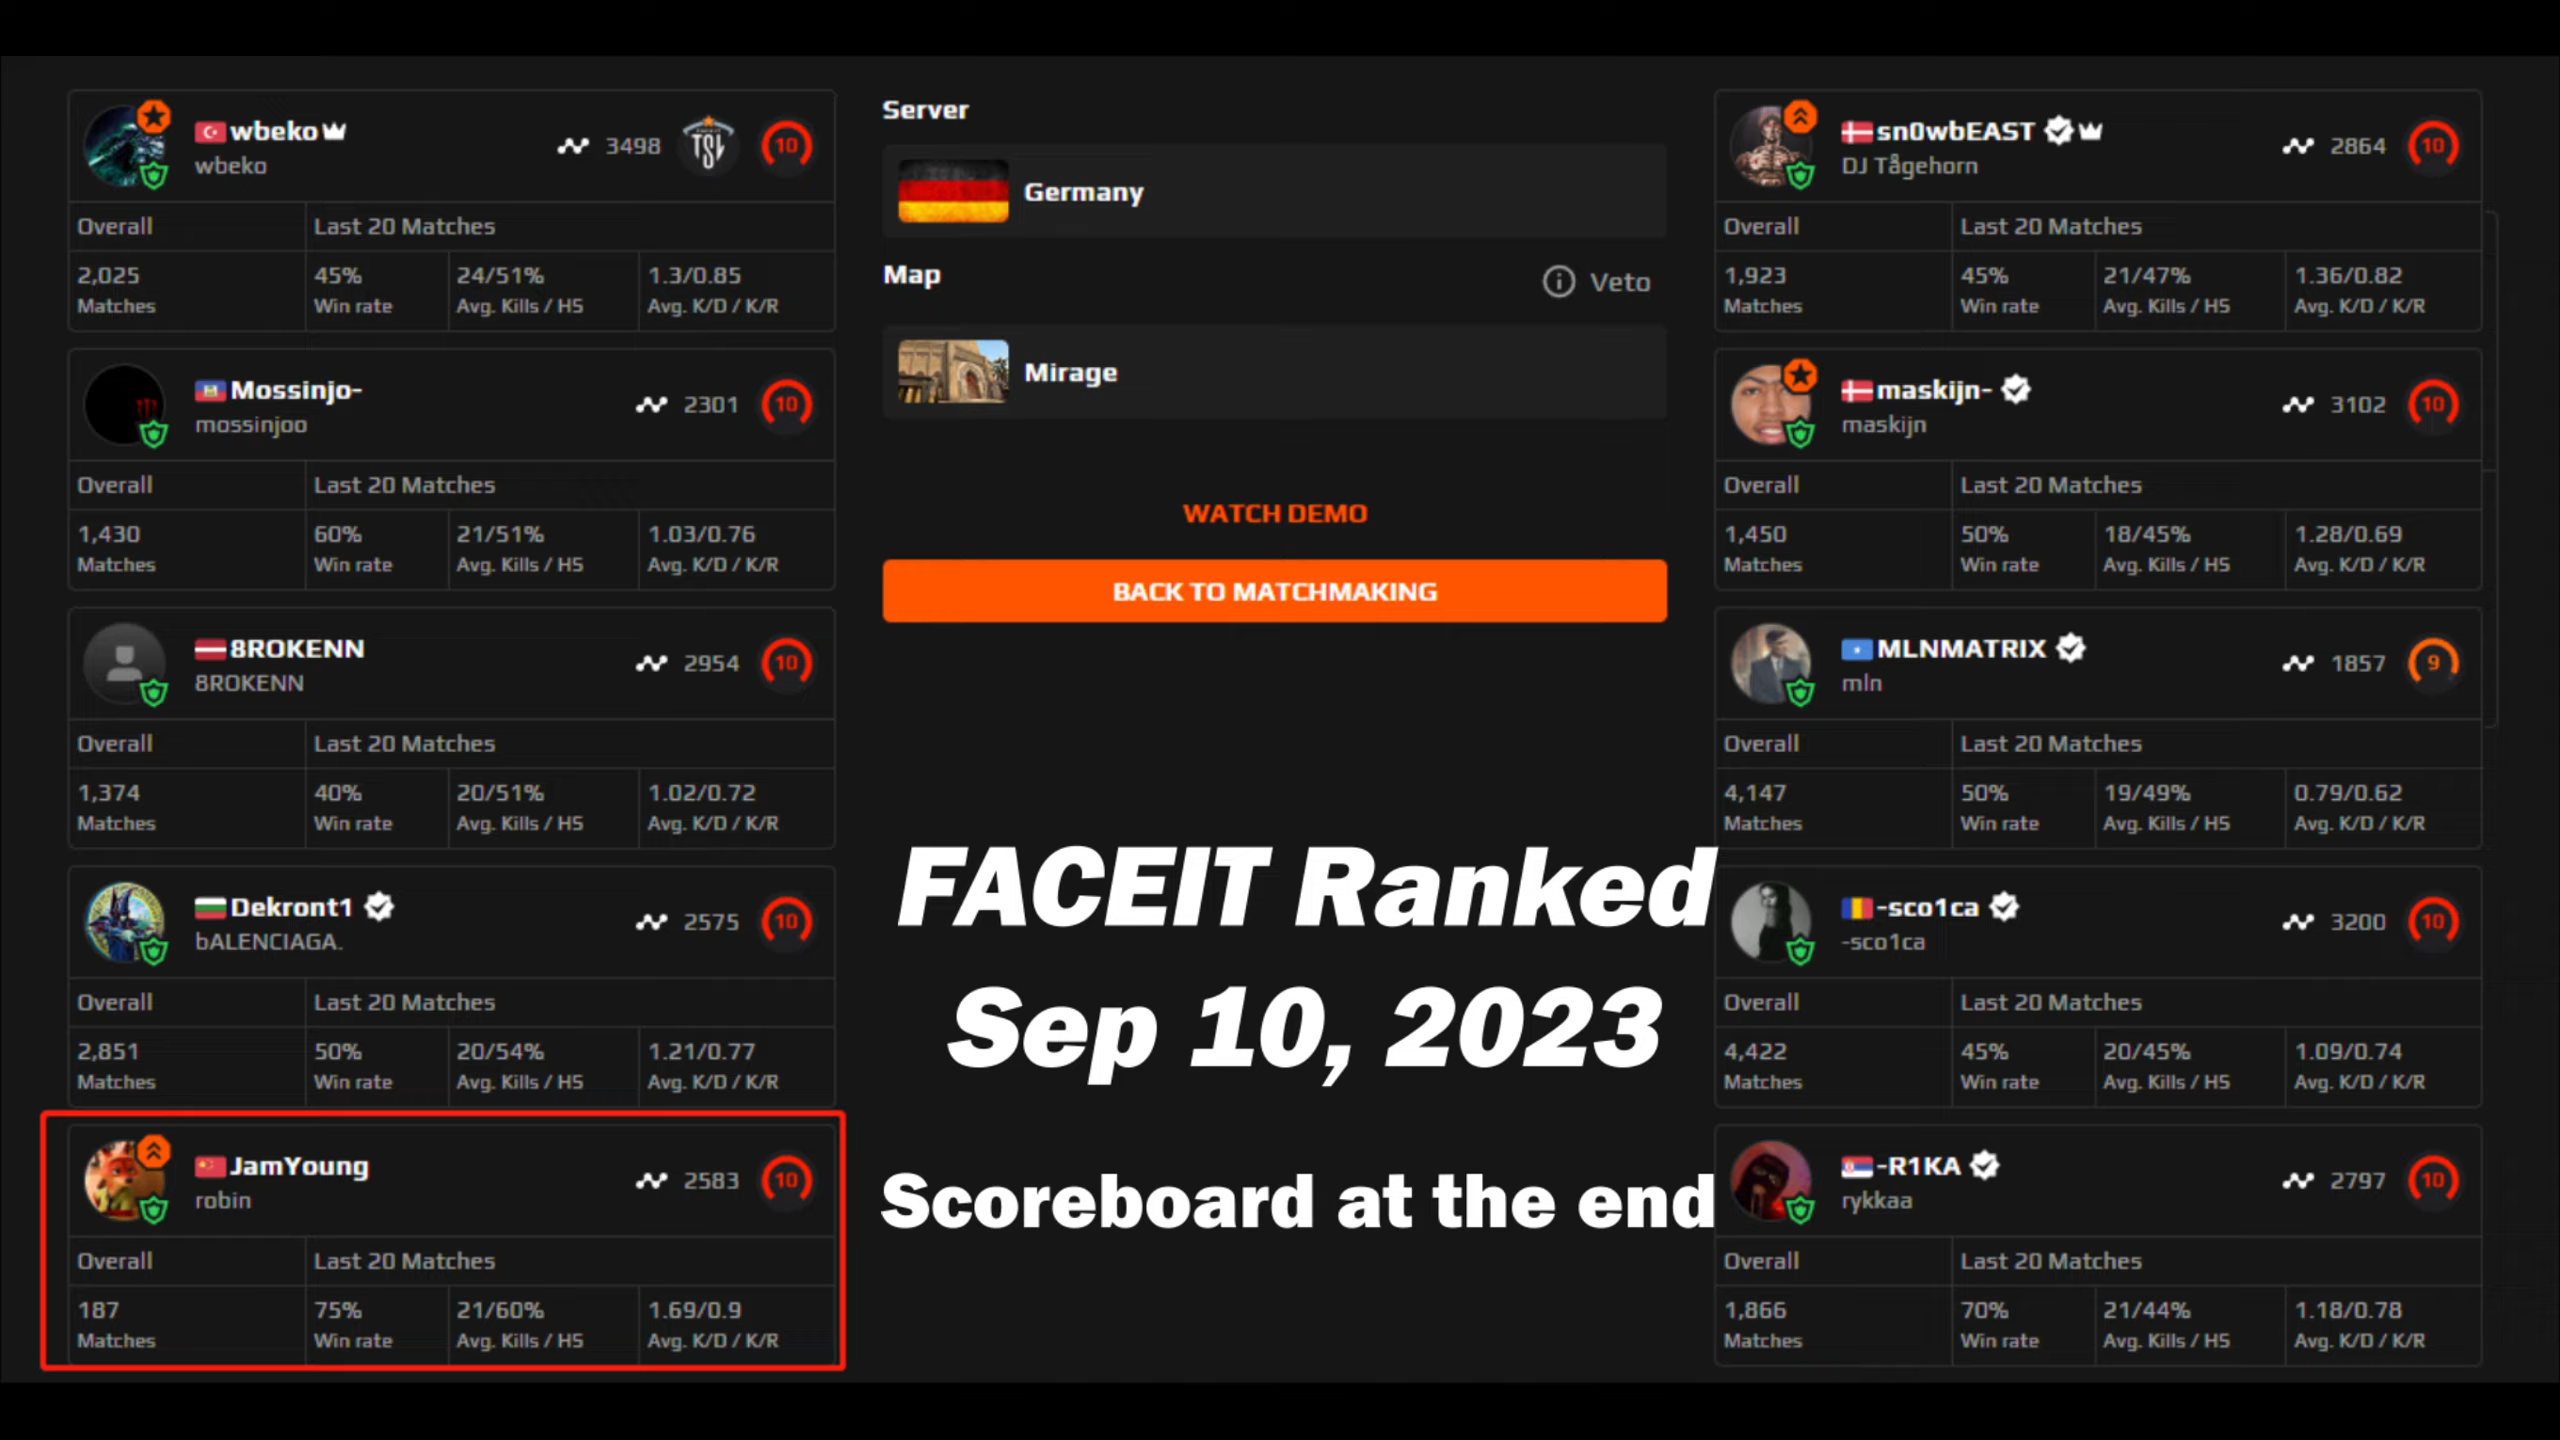 wbeko
wbeko
3498
TSL
10
Overall
Last 20 Matches
2,025
45%
24/51%
1.3/0.85
Matches
Win rate
Avg. Kills / HS
Avg. K/D / K/R
Mossinjo-
mossinjoo
2301
10
Overall
Last 20 Matches
1,430
60%
21/51%
1.03/0.76
Matches
Win rate
Avg. Kills / HS
Avg. K/D / K/R
8ROKENN
8ROKENN
2954
10
Overall
Last 20 Matches
1,374
40%
20/51%
1.02/0.72
Matches
Win rate
Avg. Kills / HS
Avg. K/D / K/R
Dekront1
bALENCIAGA.
2575
10
Overall
Last 20 Matches
2,851
50%
20/54%
1.21/0.77
Matches
Win rate
Avg. Kills / HS
Avg. K/D / K/R
JamYoung
robin
2583
10
Overall
Last 20 Matches
187
75%
21/60%
1.69/0.9
Matches
Win rate
Avg. Kills / HS
Avg. K/D / K/R
Server
Germany
Map
Veto
Mirage
WATCH DEMO
BACK TO MATCHMAKING
FACEIT Ranked
Sep 10, 2023
Scoreboard at the end
sn0wbEAST
DJ Tågehorn
2864
10
Overall
Last 20 Matches
1,923
45%
21/47%
1.36/0.82
Matches
Win rate
Avg. Kills / HS
Avg. K/D / K/R
maskijn-
maskijn
3102
10
Overall
Last 20 Matches
1,450
50%
18/45%
1.28/0.69
Matches
Win rate
Avg. Kills / HS
Avg. K/D / K/R
MLNMATRIX
mln
1857
9
Overall
Last 20 Matches
4,147
50%
19/49%
0.79/0.62
Matches
Win rate
Avg. Kills / HS
Avg. K/D / K/R
-sco1ca
-sco1ca
3200
10
Overall
Last 20 Matches
4,422
45%
20/45%
1.09/0.74
Matches
Win rate
Avg. Kills / HS
Avg. K/D / K/R
-R1KA
rykkaa
2797
10
Overall
Last 20 Matches
1,866
70%
21/44%
1.18/0.78
Matches
Win rate
Avg. Kills / HS
Avg. K/D / K/R